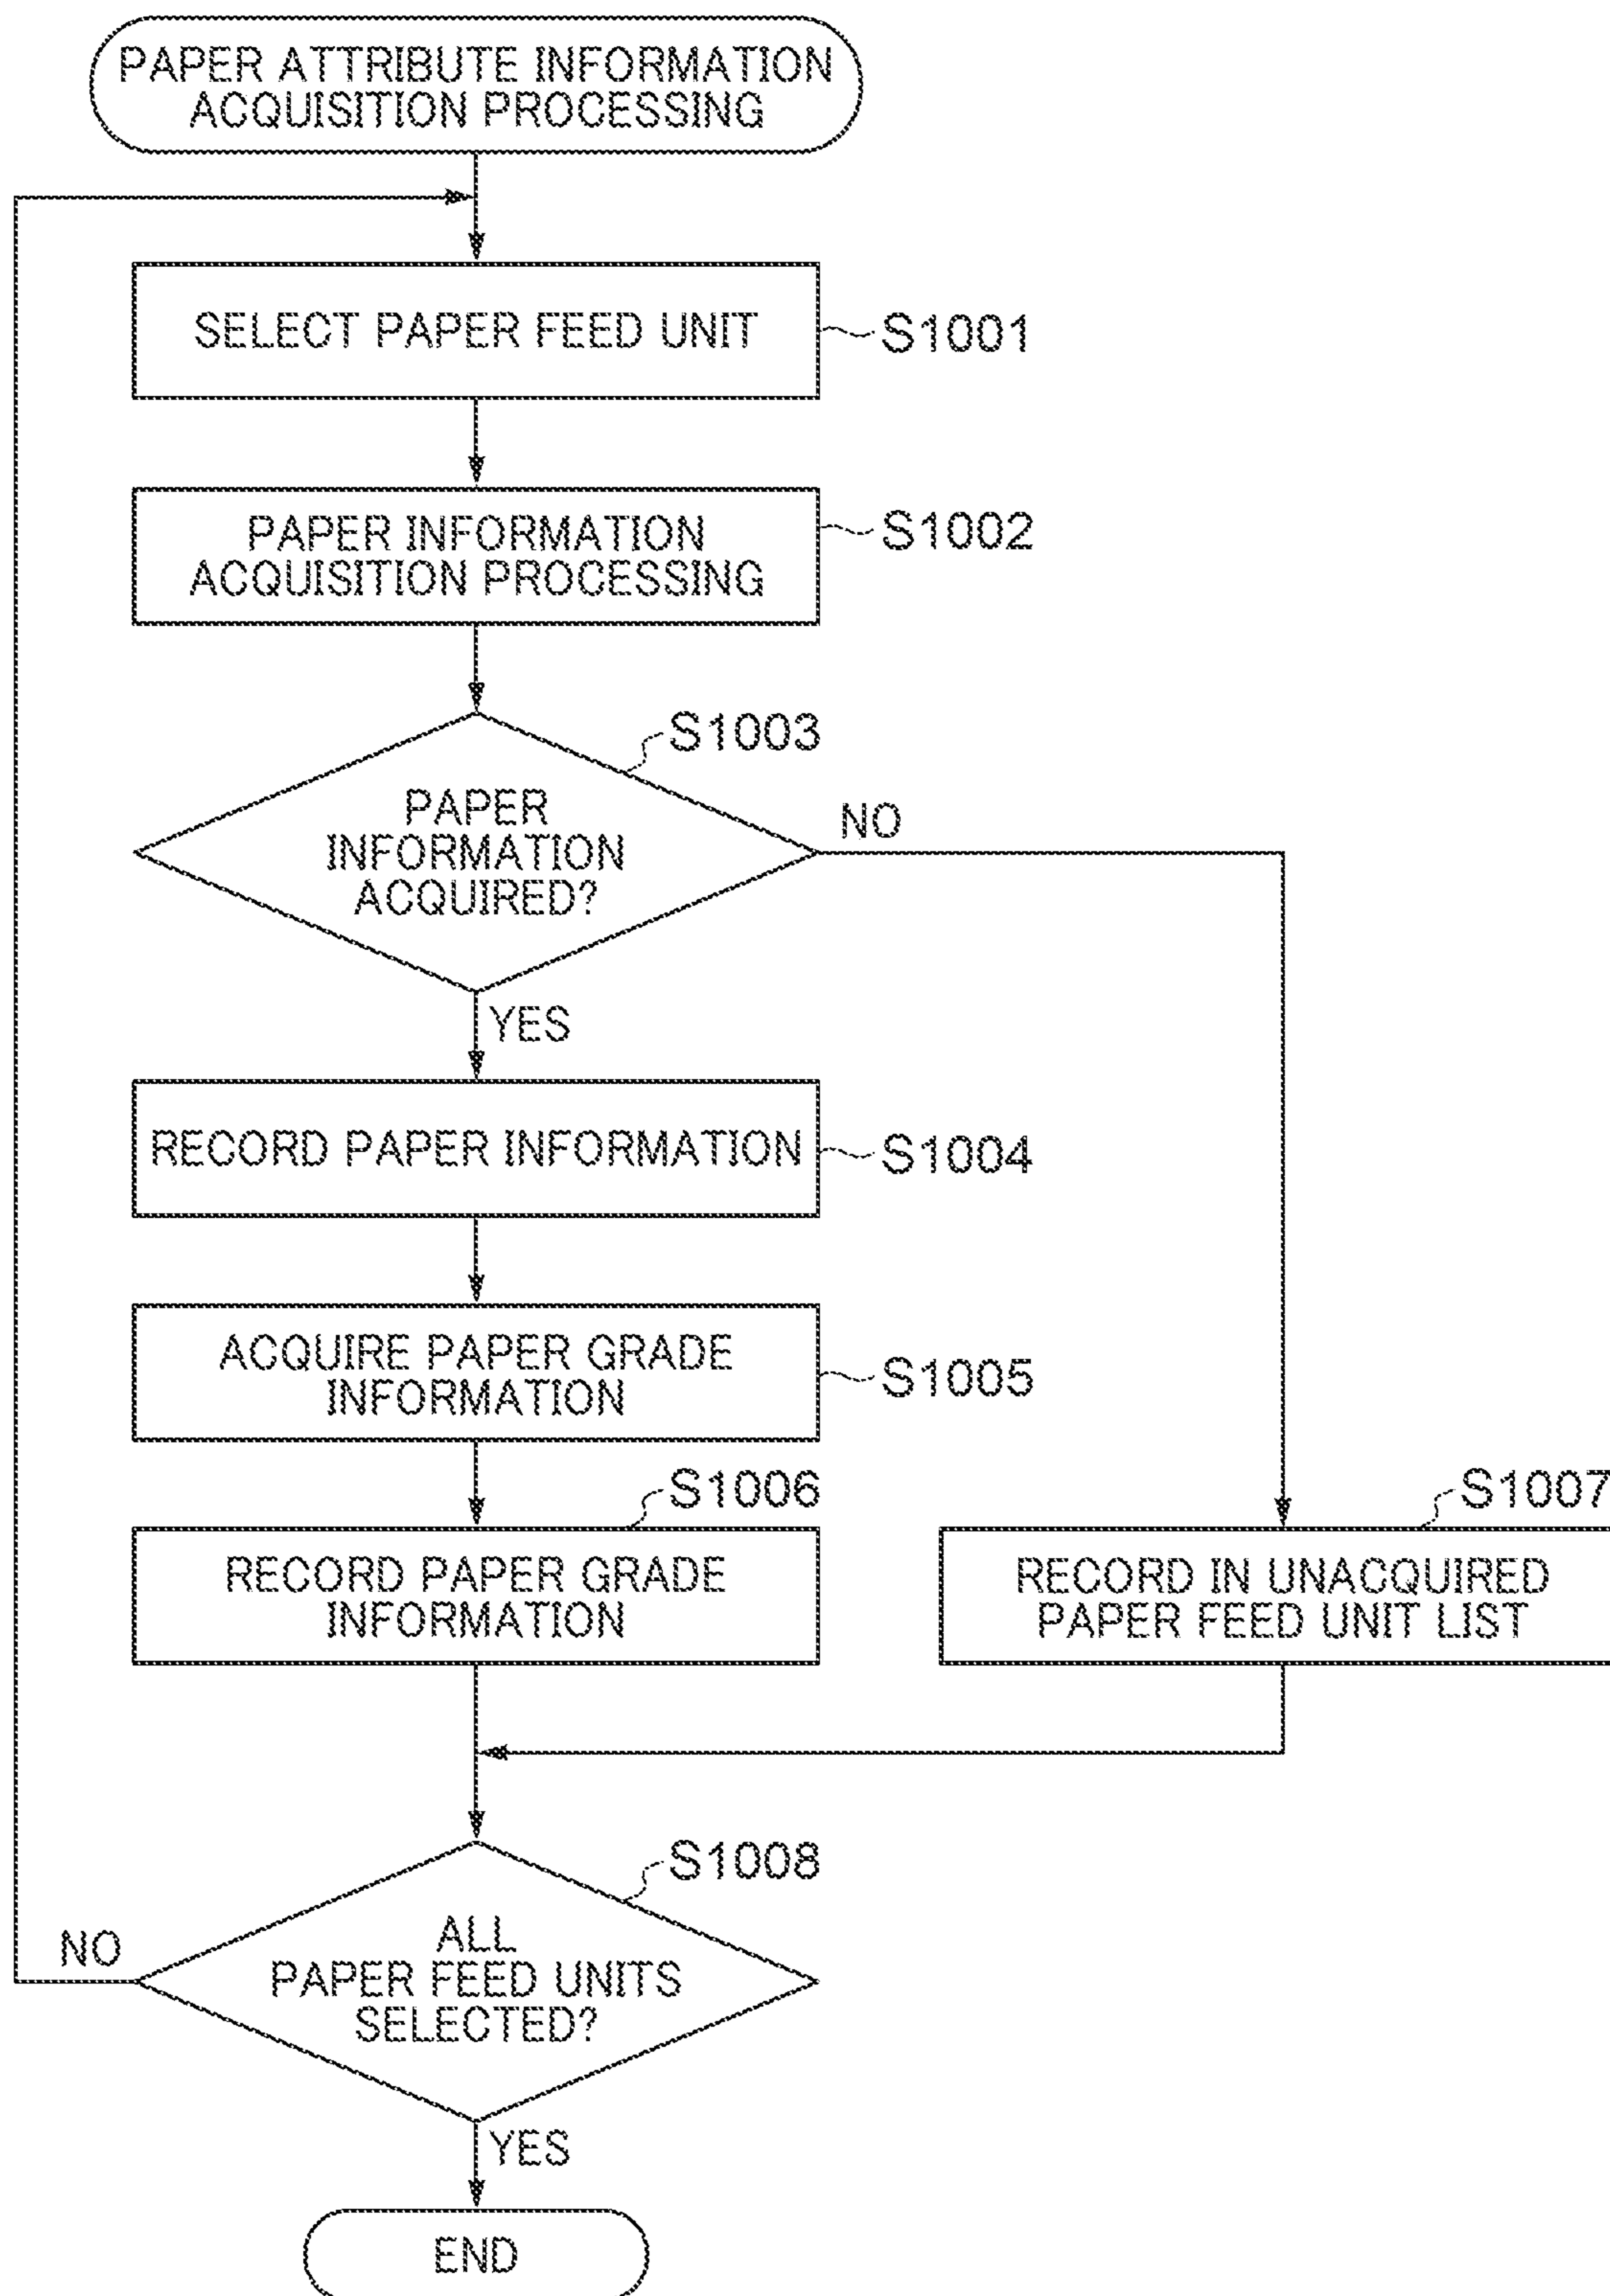 PAPER ATTRIBUTE INFORMATION
ACQUISITION PROCESSING
SELECT PAPER FEED UNIT
S1001
PAPER INFORMATION
ACQUISITION PROCESSING
S1002
S1003
PAPER
INFORMATION
ACQUIRED?
NO
YES
RECORD PAPER INFORMATION
S1004
ACQUIRE PAPER GRADE
INFORMATION
S1005
S1006
RECORD PAPER GRADE
INFORMATION
S1007
RECORD IN UNACQUIRED
PAPER FEED UNIT LIST
S1008
ALL
PAPER FEED UNITS
SELECTED?
NO
YES
END